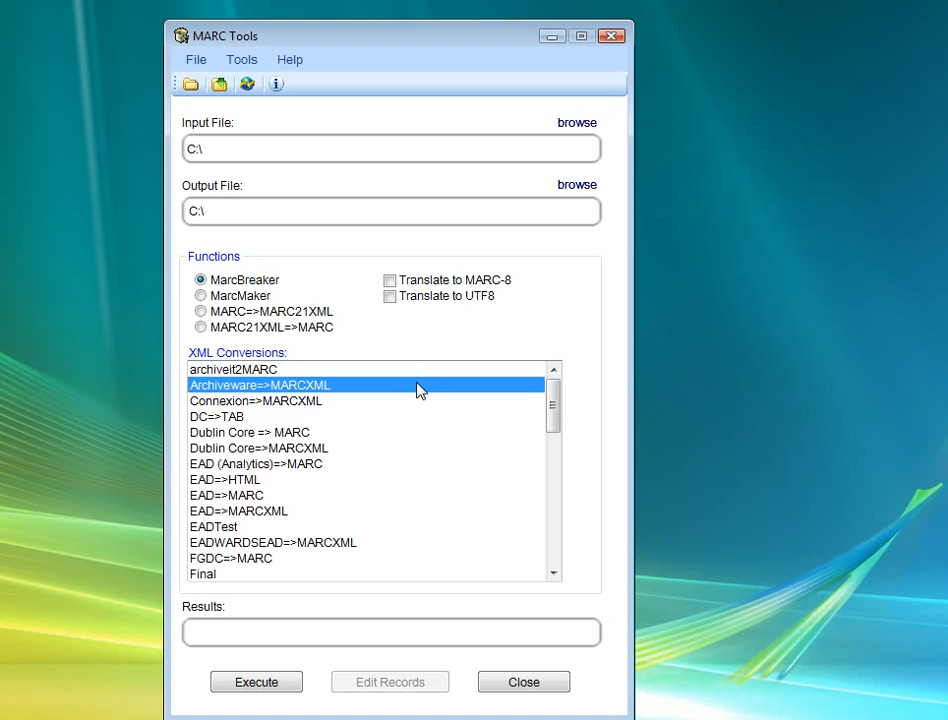 MARC Tools
File Tools Help
Input File: browse
C:\
Output File: browse
C:\
Functions
MarcBreaker Translate to MARC-8
MarcMaker Translate to UTF8
MARC=>MARC21XML
MARC21XML=>MARC
XML Conversions:
archiveit2MARC
Archiveware=>MARCXML
Connexion=>MARCXML
DC=>TAB
Dublin Core => MARC
Dublin Core=>MARCXML
EAD (Analytics)=>MARC
EAD=>HTML
EAD=>MARC
EAD=>MARCXML
EADTest
EADWARDSEAD=>MARCXML
FGDC=>MARC
Final
Results:
Execute Edit Records Close